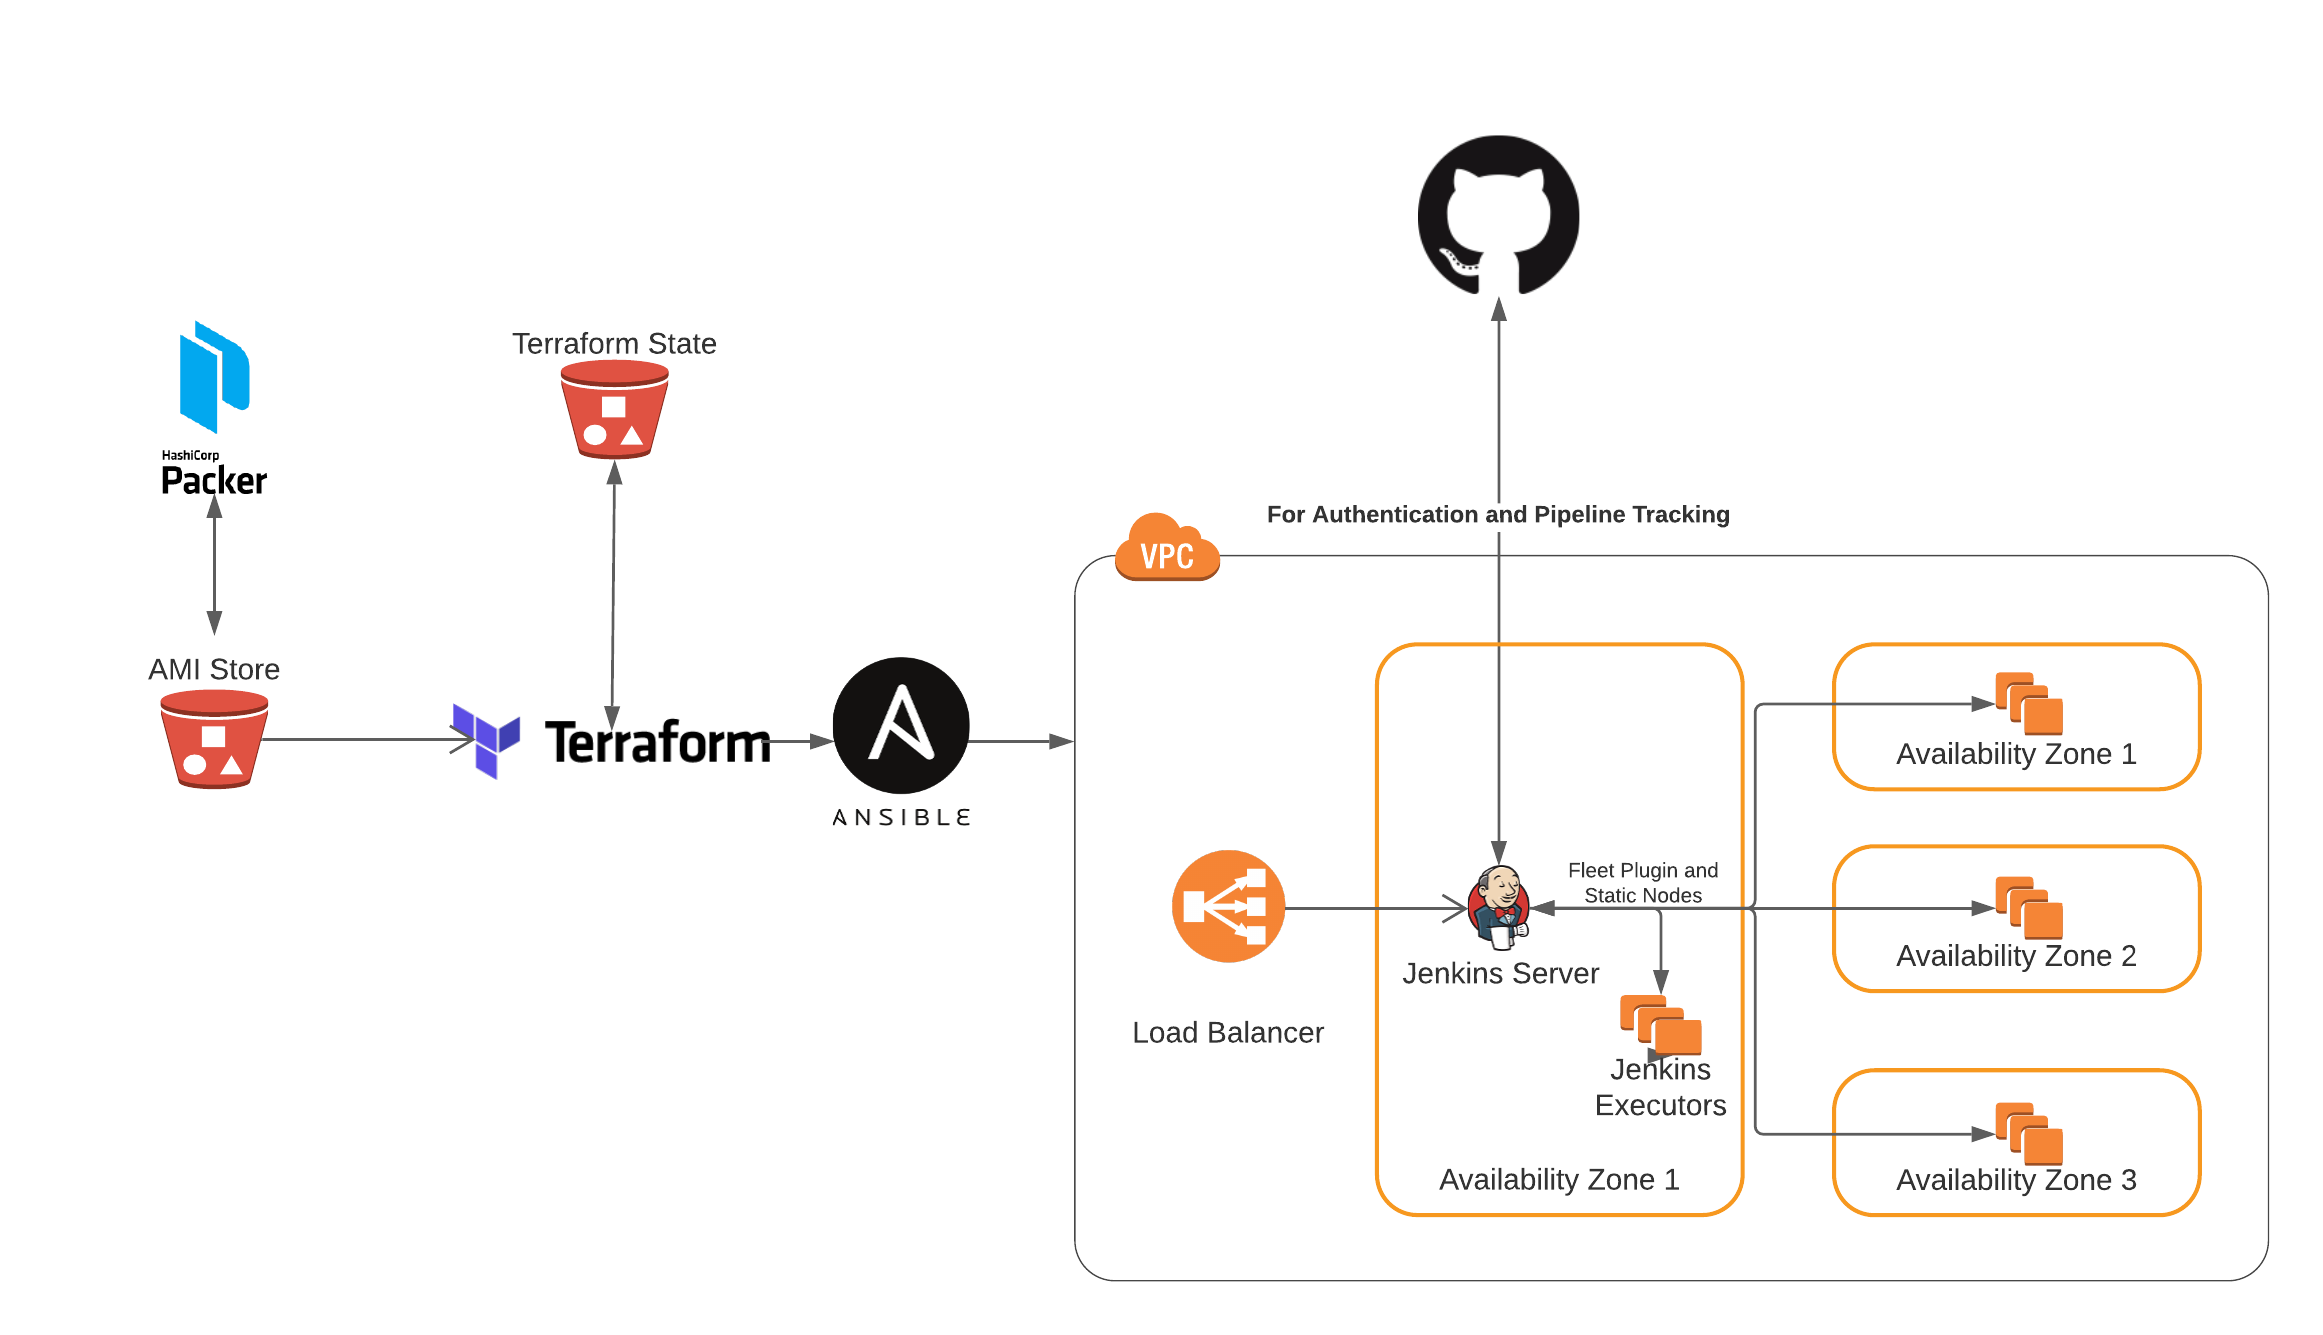 HashiCorp
Packer
AMI Store
Terraform State
Terraform
ANSIBLE
For Authentication and Pipeline Tracking
VPC
Load Balancer
Jenkins Server
Fleet Plugin and
Static Nodes
Jenkins
Executors
Availability Zone 1
Availability Zone 1
Availability Zone 2
Availability Zone 3